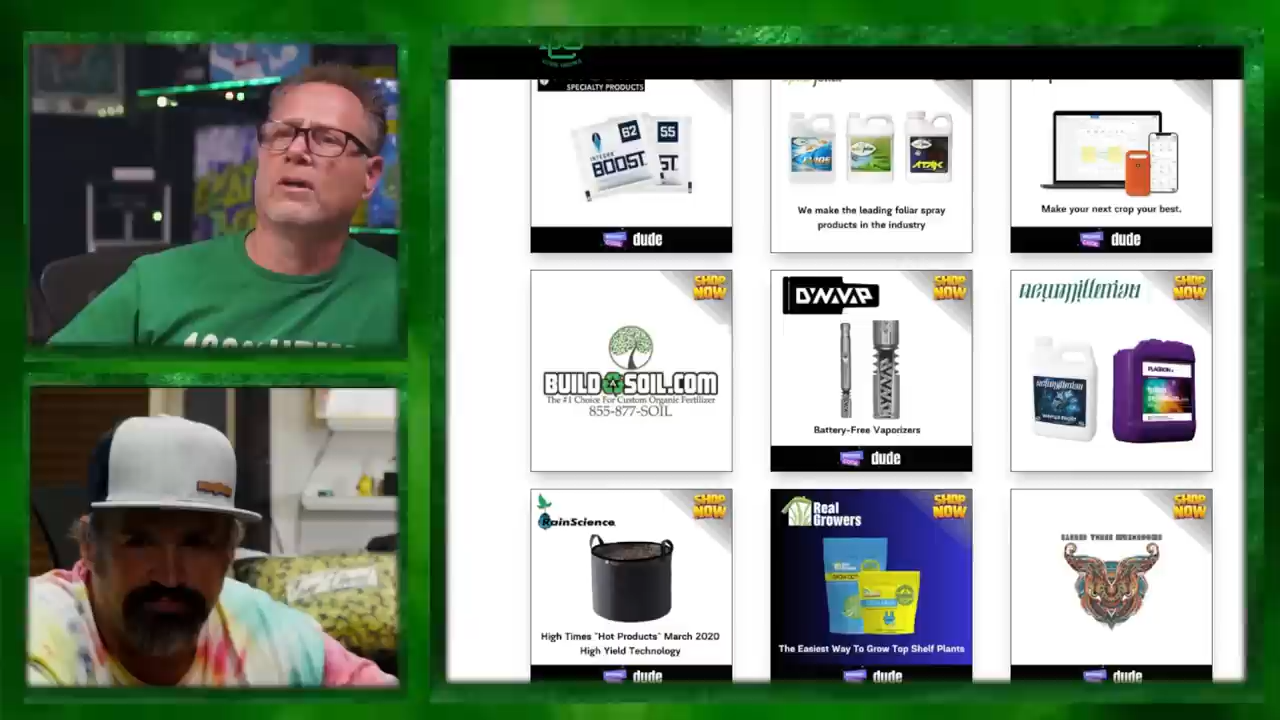 SPECIALTY PRODUCTS
INTEGRA
BOOST
62
55
ST
dude
We make the leading foliar spray
products in the industry
Make your next crop your best.
dude
SHOP
NOW
BUILD SOIL.COM
The #1 Choice For Custom Organic Fertilizer
855-877-SOIL
DYNAVAP
SHOP
NOW
Battery-Free Vaporizers
dude
SHOP
NOW
PLAGRON
RainScience
SHOP
NOW
High Times "Hot Products" March 2020
High Yield Technology
dude
Real
Growers
SHOP
NOW
The Easiest Way To Grow Top Shelf Plants
dude
SHOP
NOW
dude